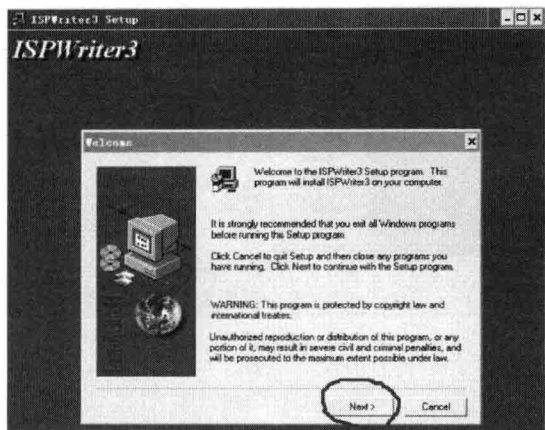 ISPWriter3 Setup
ISPWriter3
Welcome
Welcome to the ISPWriter3 Setup program. This
program will install ISPWriter3 on your computer.
It is strongly recommended that you exit all Windows programs
before running this Setup program.
Click Cancel to quit Setup and then close any programs you
have running. Click Next to continue with the Setup program.
WARNING: This program is protected by copyright law and
international treaties.
Unauthorized reproduction or distribution of this program, or any
portion of it, may result in severe civil and criminal penalties, and
will be prosecuted to the maximum extent possible under law.
Next >
Cancel